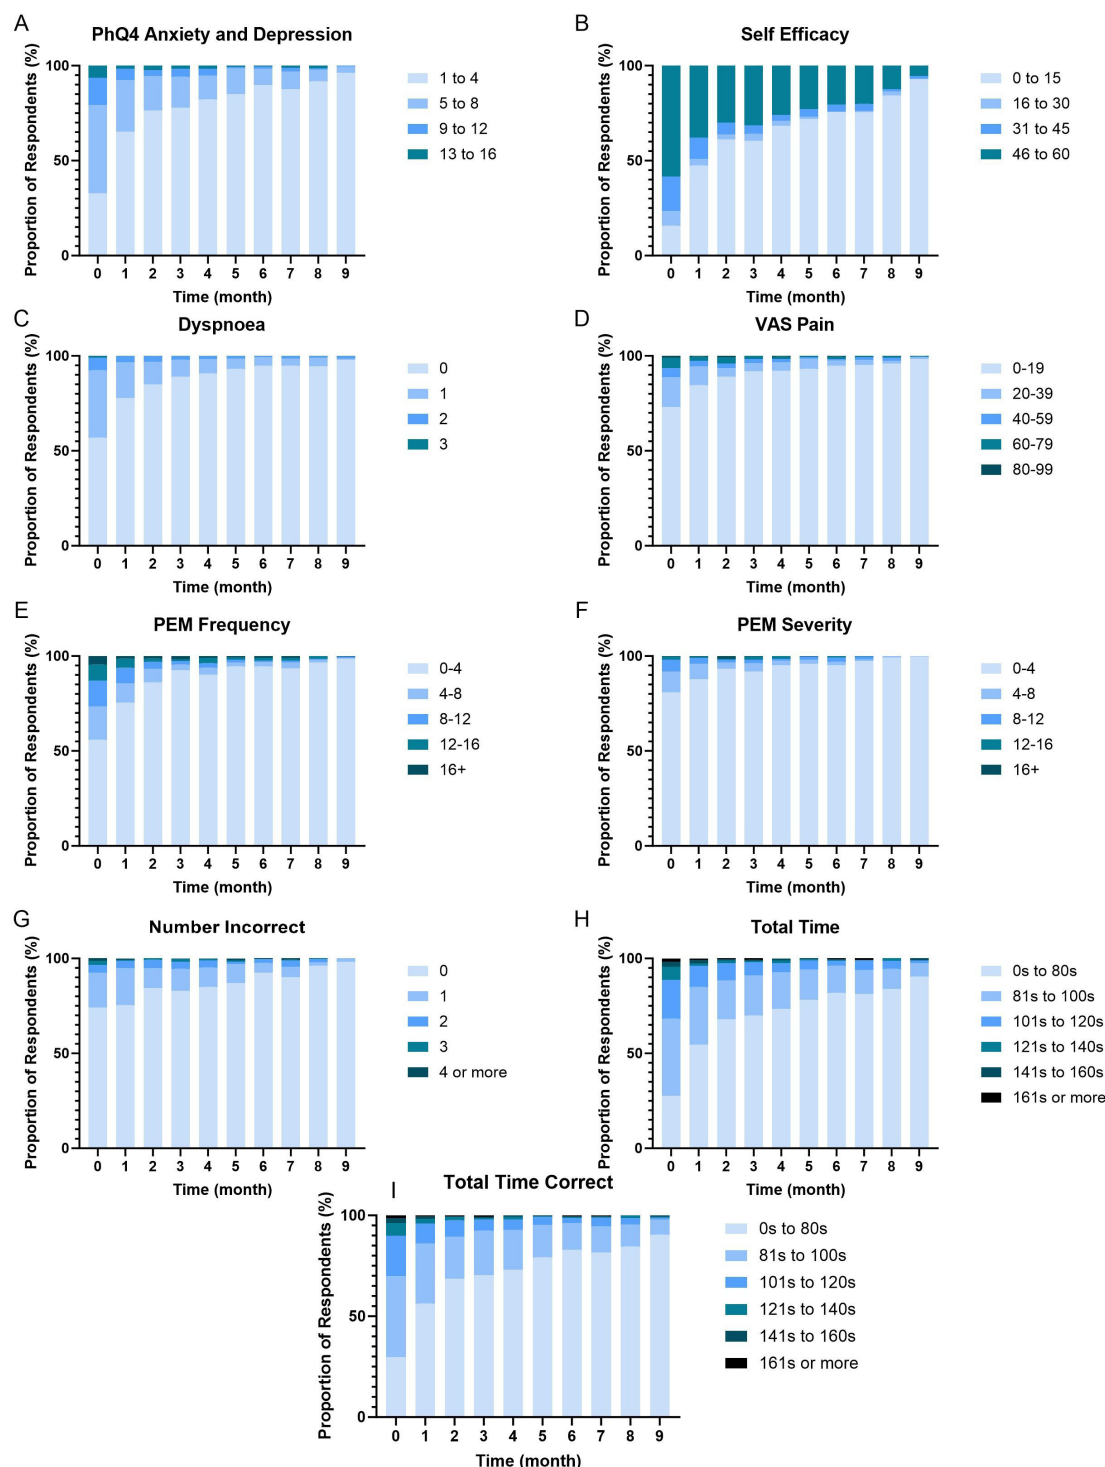 A
PhQ4 Anxiety and Depression
Proportion of Respondents (%)
100
50
0
0 1 2 3 4 5 6 7 8 9
Time (month)
1 to 4
5 to 8
9 to 12
13 to 16
B
Self Efficacy
Proportion of Respondents (%)
100
50
0
0 1 2 3 4 5 6 7 8 9
Time (month)
0 to 15
16 to 30
31 to 45
46 to 60
C
Dyspnoea
Proportion of Respondents (%)
100
50
0
0 1 2 3 4 5 6 7 8 9
Time (month)
0
1
2
3
D
VAS Pain
Proportion of Respondents (%)
100
50
0
0 1 2 3 4 5 6 7 8 9
Time (month)
0-19
20-39
40-59
60-79
80-99
E
PEM Frequency
Proportion of Respondents (%)
100
50
0
0 1 2 3 4 5 6 7 8 9
Time (month)
0-4
4-8
8-12
12-16
16+
F
PEM Severity
Proportion of Respondents (%)
100
50
0
0 1 2 3 4 5 6 7 8 9
Time (month)
0-4
4-8
8-12
12-16
16+
G
Number Incorrect
Proportion of Respondents (%)
100
50
0
0 1 2 3 4 5 6 7 8 9
Time (month)
0
1
2
3
4 or more
H
Total Time
Proportion of Respondents (%)
100
50
0
0 1 2 3 4 5 6 7 8 9
Time (month)
0s to 80s
81s to 100s
101s to 120s
121s to 140s
141s to 160s
161s or more
I
Total Time Correct
Proportion of Respondents (%)
100
50
0
0 1 2 3 4 5 6 7 8 9
Time (month)
0s to 80s
81s to 100s
101s to 120s
121s to 140s
141s to 160s
161s or more